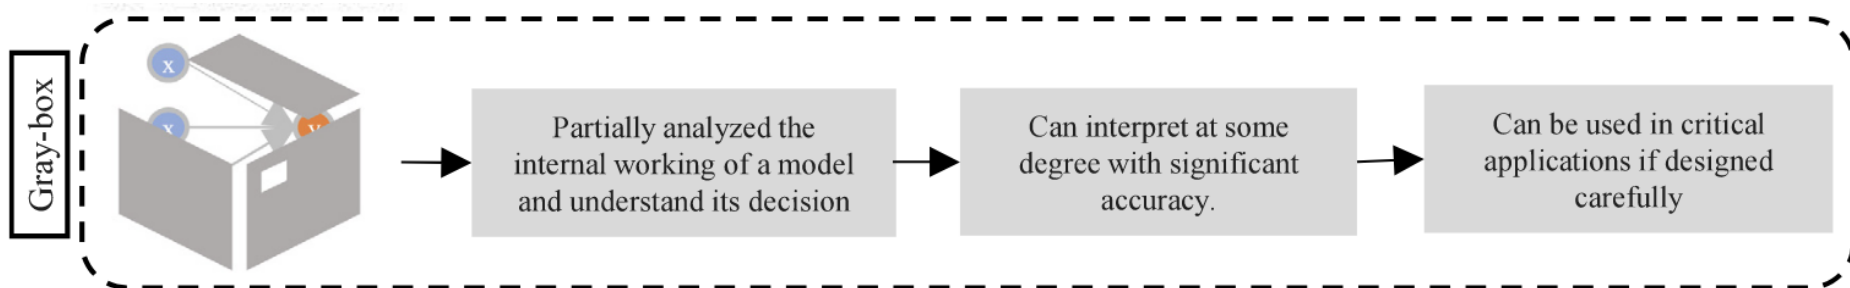 Gray-box
x
x
y
Partially analyzed the
internal working of a model
and understand its decision
Can interpret at some
degree with significant
accuracy.
Can be used in critical
applications if designed
carefully